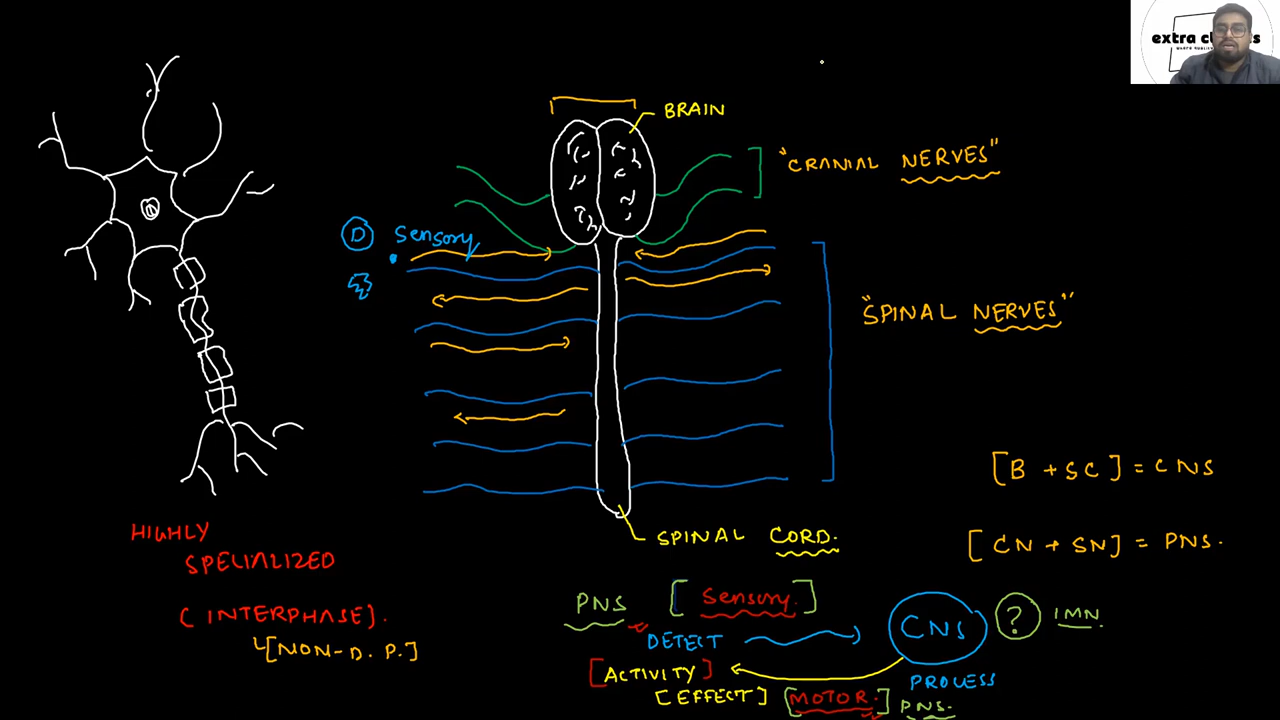 extra cl
BRAIN
"CRANIAL NERVES"
D Sensory
"SPINAL NERVES"
[B + SC] = CNS
SPINAL CORD.
[CN + SN] = PNS.
HIGHLY
SPECIALIZED
(INTERPHASE].
[NON-D.P.]
PNS [Sensory.]
DETECT
CNS ? IMN.
[ACTIVITY]
[EFFECT] [MOTOR.] PNS.
PROCESS